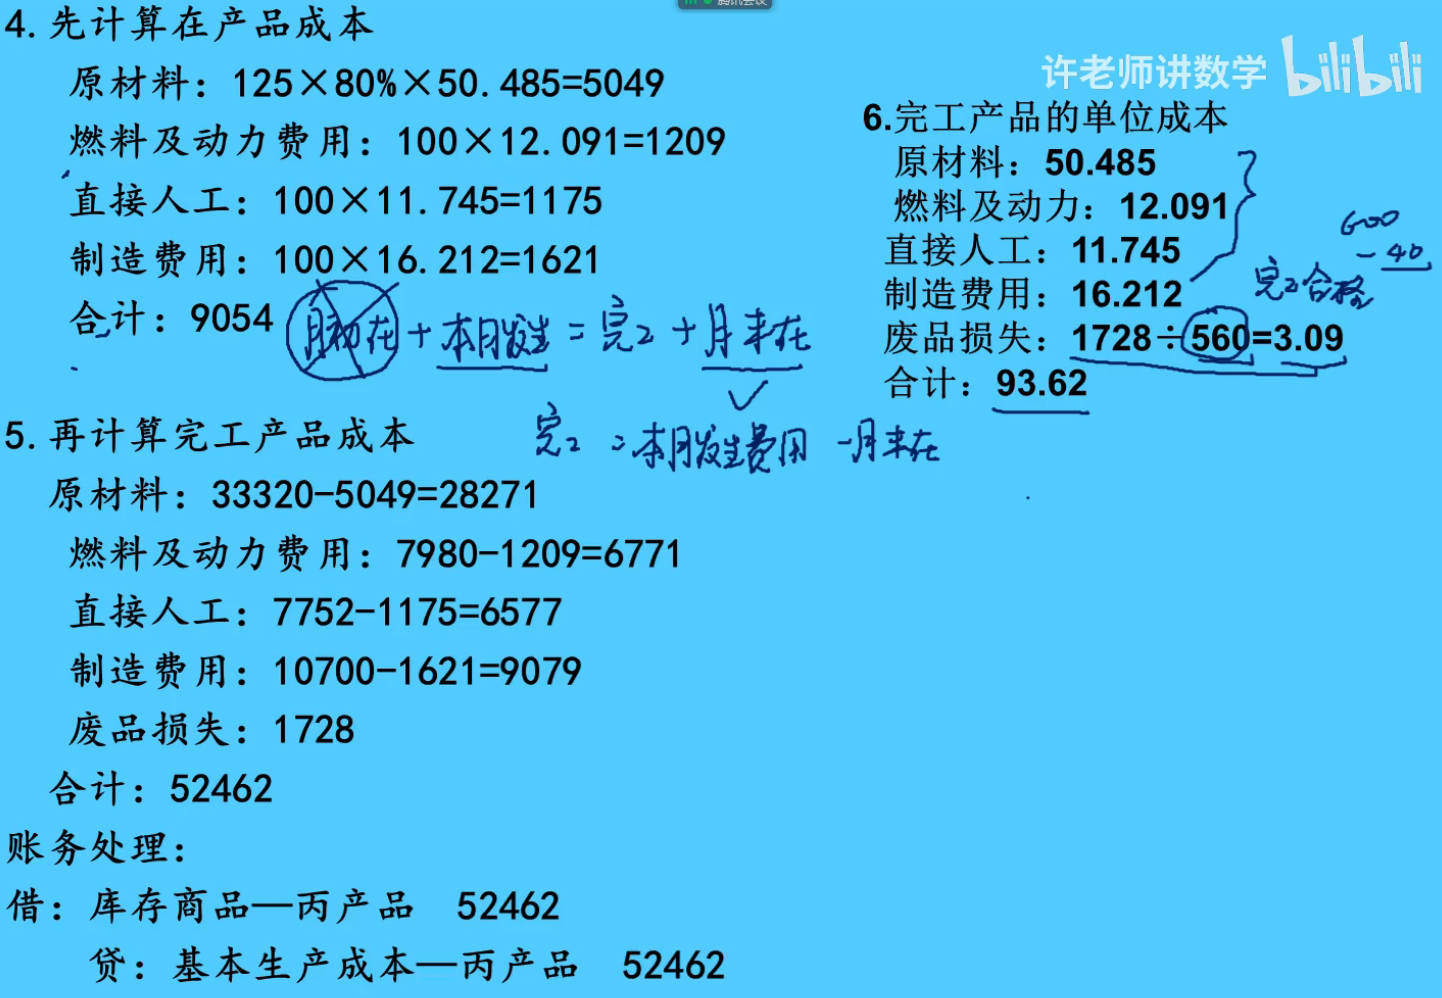 腾讯会议
4.先计算在产品成本
原材料：125×80%×50.485=5049
燃料及动力费用：100×12.091=1209
直接人工：100×11.745=1175
制造费用：100×16.212=1621
合计：9054
月初在+本月发生=完工+月末在
完工=本月发生费用-月末在
5.再计算完工产品成本
原材料：33320-5049=28271
燃料及动力费用：7980-1209=6771
直接人工：7752-1175=6577
制造费用：10700-1621=9079
废品损失：1728
合计：52462
账务处理：
借：库存商品—丙产品 52462
贷：基本生产成本—丙产品 52462
许老师讲数学 bilibili
6.完工产品的单位成本
原材料：50.485
燃料及动力：12.091
直接人工：11.745
制造费用：16.212
废品损失：1728÷560=3.09
合计：93.62
600
-40
完工合格